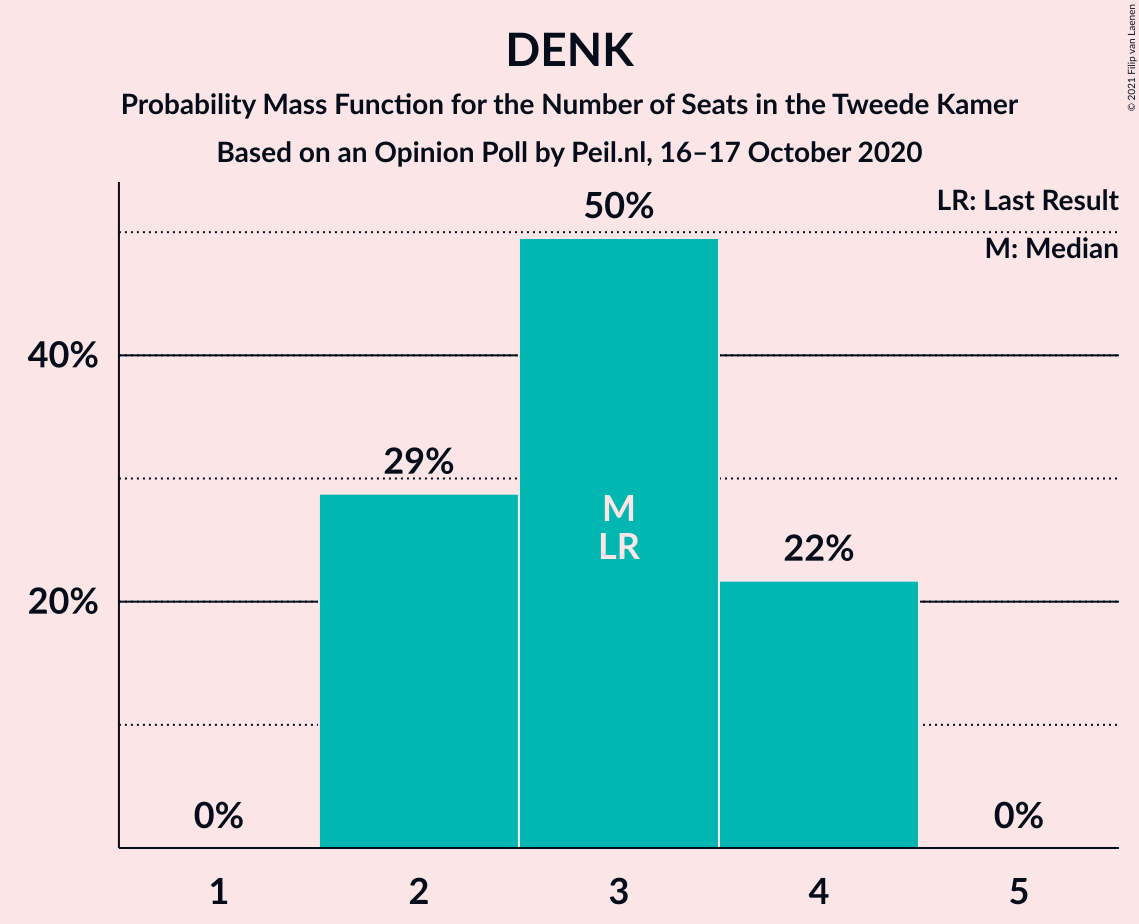 DENK
Probability Mass Function for the Number of Seats in the Tweede Kamer
Based on an Opinion Poll by Peil.nl, 16–17 October 2020
© 2021 Filip van Laenen
LR: Last Result
M: Median
50%
40%
29%
M
LR
22%
20%
0%
0%
1 2 3 4 5